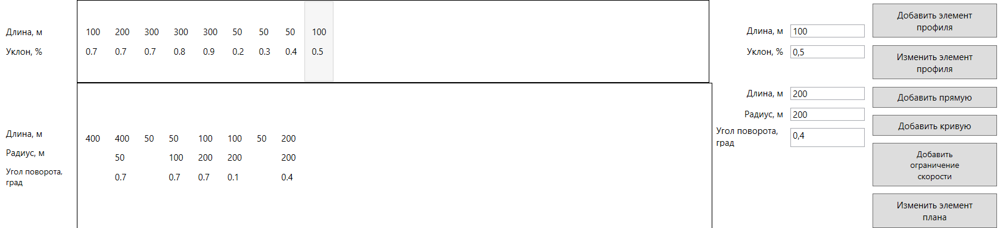 Длина, м 100 200 300 300 300 50 50 50 100
Уклон, % 0.7 0.7 0.7 0.8 0.9 0.2 0.3 0.4 0.5
Длина, м 100
Уклон, % 0,5
Добавить элемент
профиля
Изменить элемент
профиля
Длина, м 400 400 50 50 100 100 50 200
Радиус, м 50 100 200 200 200
Угол поворота,
град
0.7 0.7 0.7 0.1 0.4
Длина, м 200
Радиус, м 200
Угол поворота,
град
0,4
Добавить прямую
Добавить кривую
Добавить
ограничение
скорости
Изменить элемент
плана